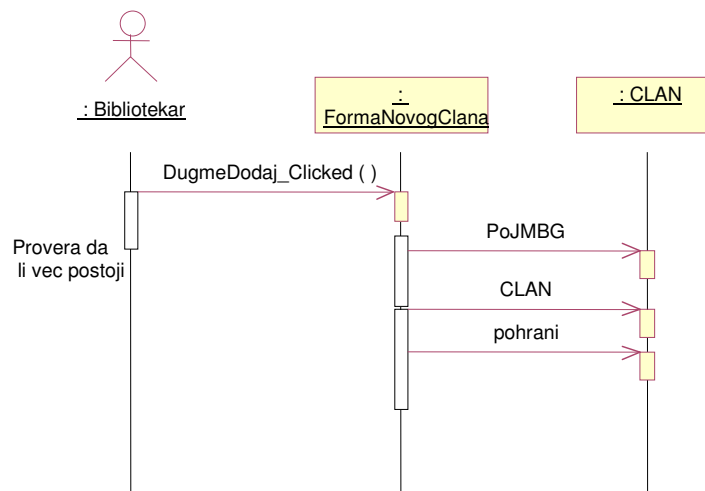 : Bibliotekar
:
FormaNovogClana
: CLAN
DugmeDodaj_Clicked ( )
Provera da
li vec postoji
PoJMBG
CLAN
pohrani